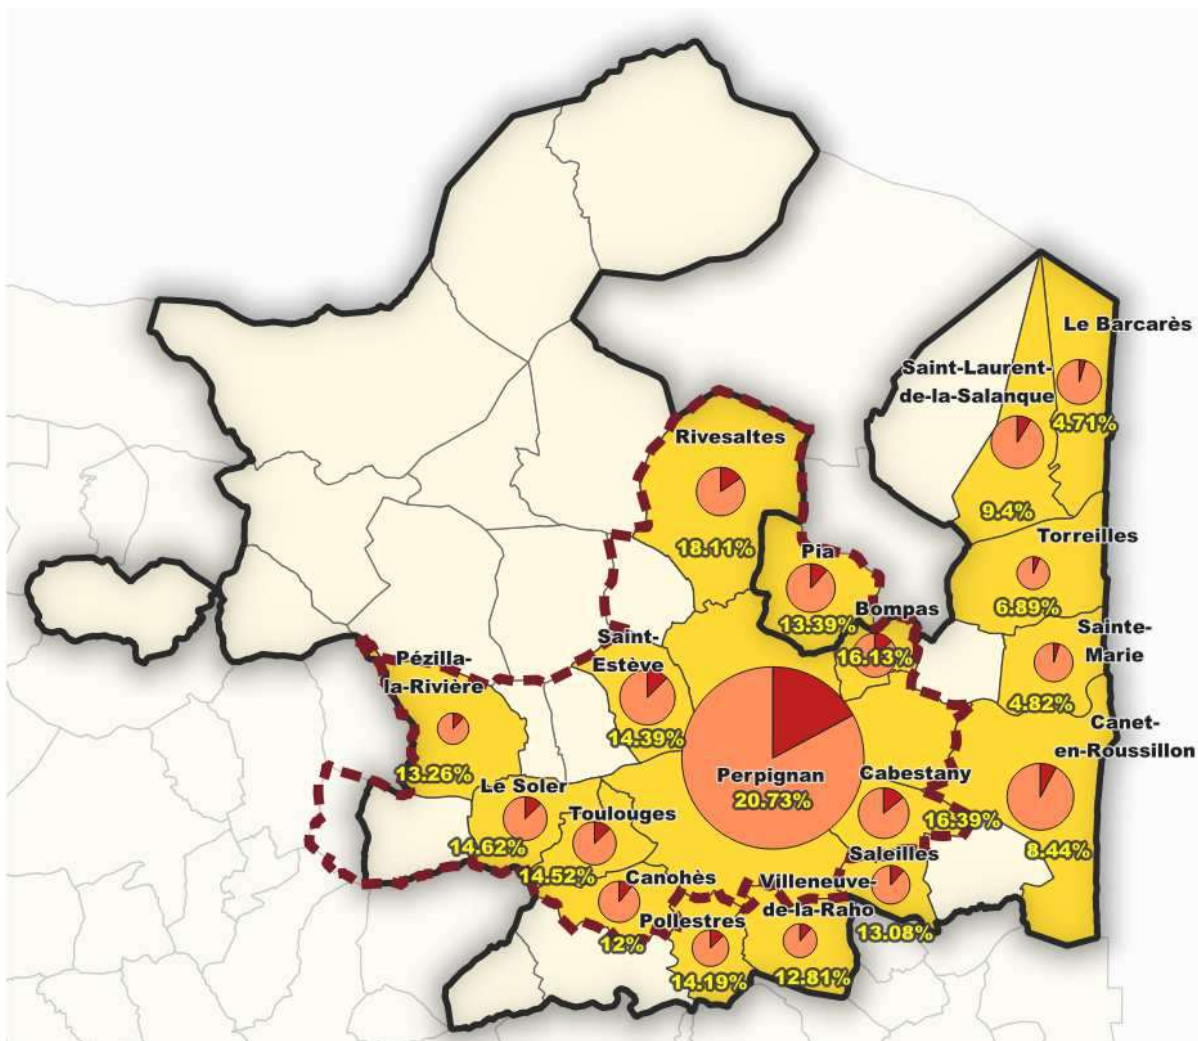 Le Barcarès
4.71%
Saint-Laurent-
de-la-Salanque
9.4%
Rivesaltes
18.11%
Torreilles
6.89%
Pia
13.39%
Bompas
16.13%
Sainte-
Marie
4.82%
Saint-
Estève
14.39%
Pézilla-
la-Rivière
13.26%
Canet-
en-Roussillon
8.44%
Perpignan
20.73%
Cabestany
16.39%
Le Soler
14.62%
Toulouges
14.52%
Saleilles
13.08%
Canohès
12%
Villeneuve-
de-la-Raho
12.81%
Pollestres
14.19%